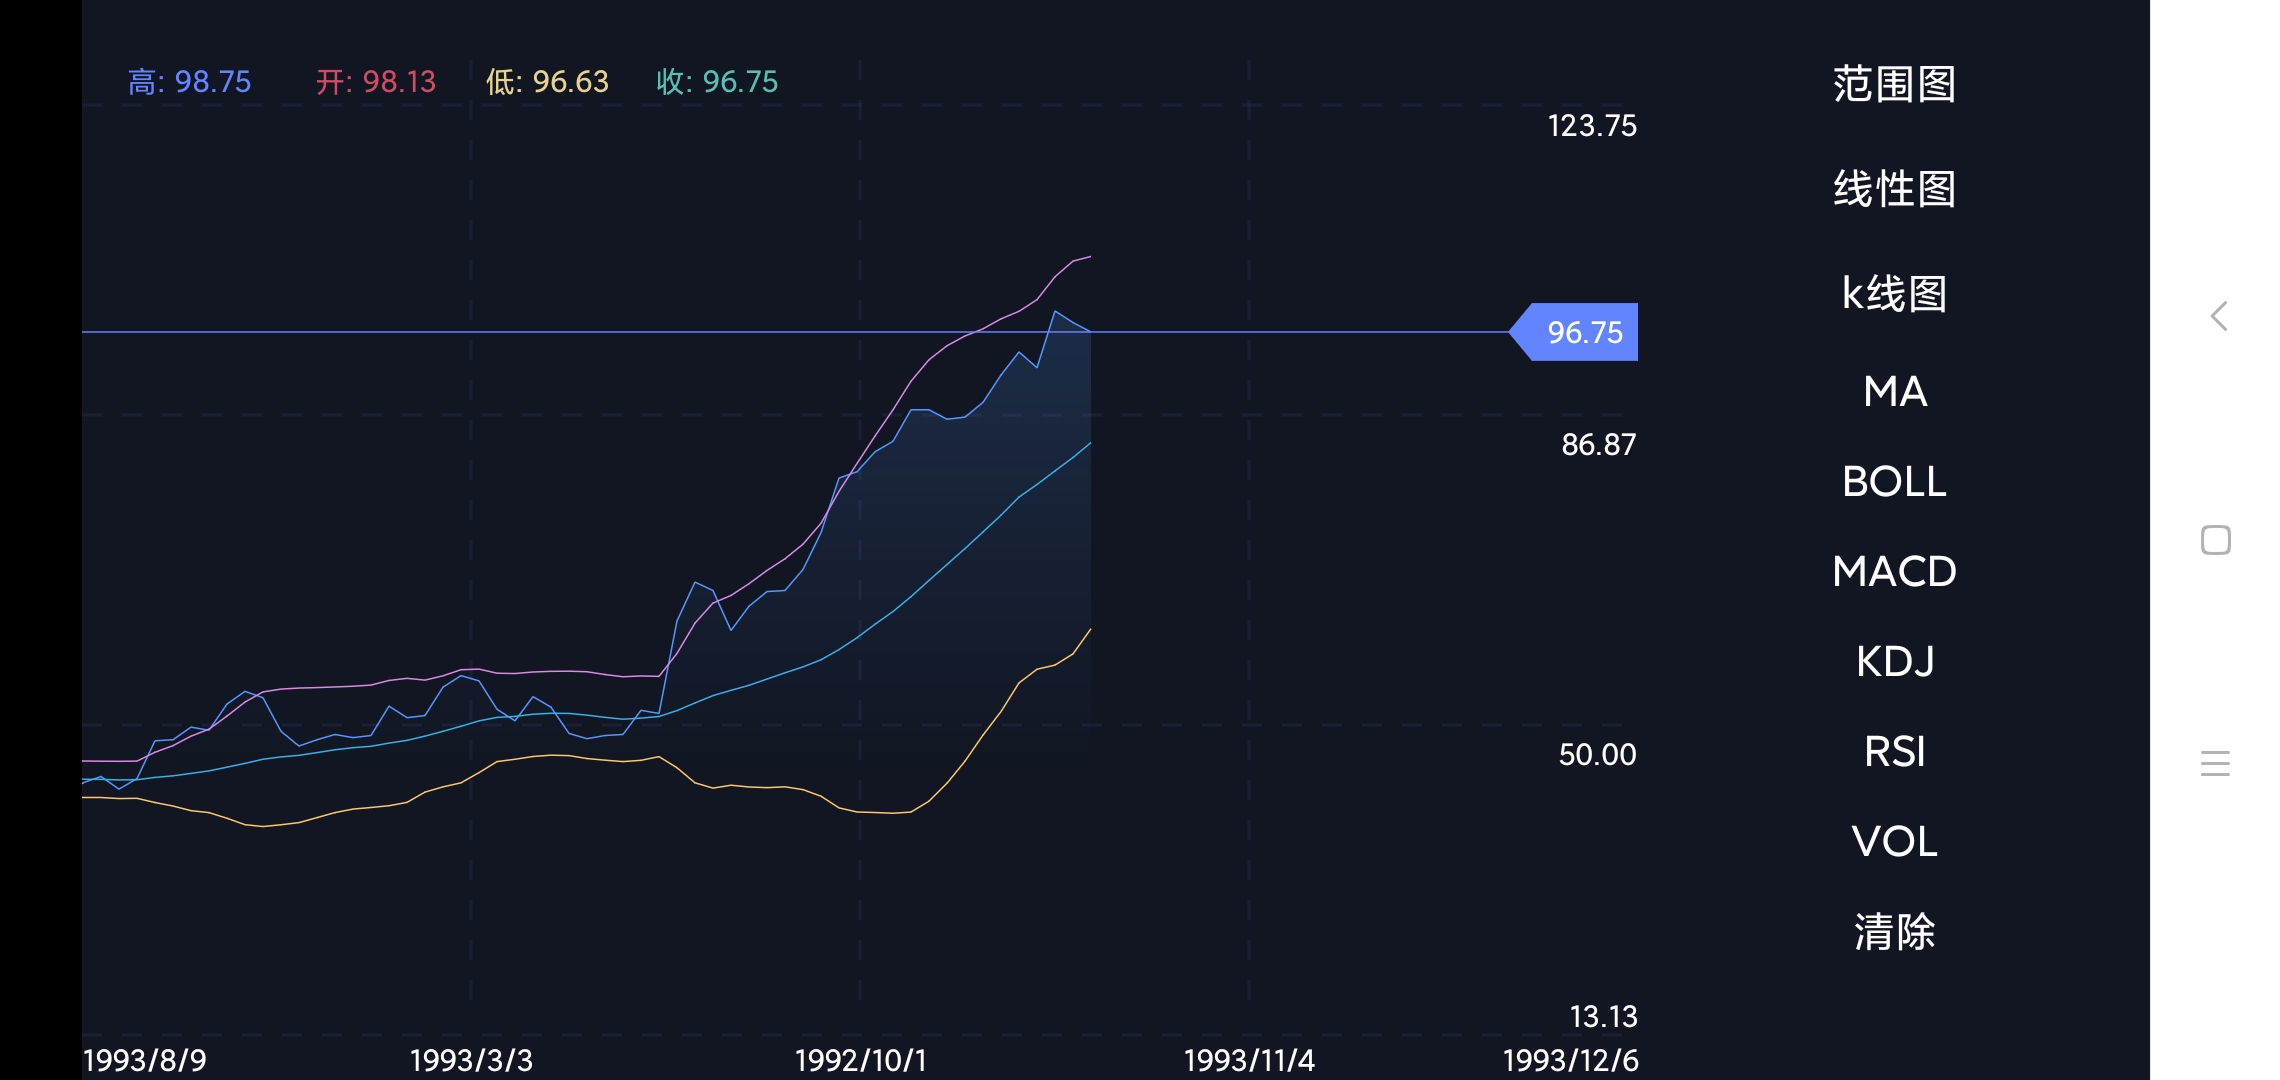 高: 98.75 开: 98.13 低: 96.63 收: 96.75
123.75
96.75
86.87
50.00
13.13
1993/8/9 1993/3/3 1992/10/1 1993/11/4 1993/12/6
范围图
线性图
k线图
MA
BOLL
MACD
KDJ
RSI
VOL
清除